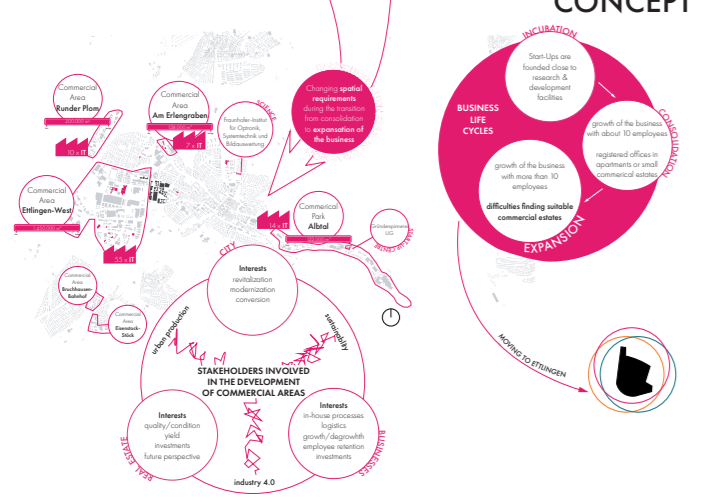 CONCEPT
Commercial
Area
Runder Plom
10 x IT
Commercial
Area
Am Erlengraben
7 x IT
SCIENCE
Fraunhofer-Institut
für Optronik,
Systemtechnik und
Bildauswertung
Changing spatial
requirements
during the transition
from consolidation
to expansation of
the business
Commercial
Area
Ettlingen-West
55 x IT
14 x IT
Commerical
Park
Albtal
STARTUP CENTRE
Commercial
Area
Bruchhausen-
Bahnhof
Commercial
Area
Eisenstock-
Stück
CITY
Interests
revitalization
modernization
conversion
urban production
sustainabilty
STAKEHOLDERS INVOLVED
IN THE DEVELOPMENT
OF COMMERCIAL AREAS
Interests
quality/condition
yield
investments
future perspective
REAL ESTATE
Interests
in-house processes
logistics
growth/degrowth
employee retention
investments
BUSINESSES
industry 4.0
INCUBATION
Start-Ups are
founded close to
research &
development
facilities
BUSINESS
LIFE
CYCLES
growth of the business
with about 10 employees
registered offices in
apartments or small
commerical estates
CONSOLIDATION
growth of the business
with more than 10
employees
difficulties finding suitable
commercial estates
EXPANSION
MOVING TO ETTLINGEN